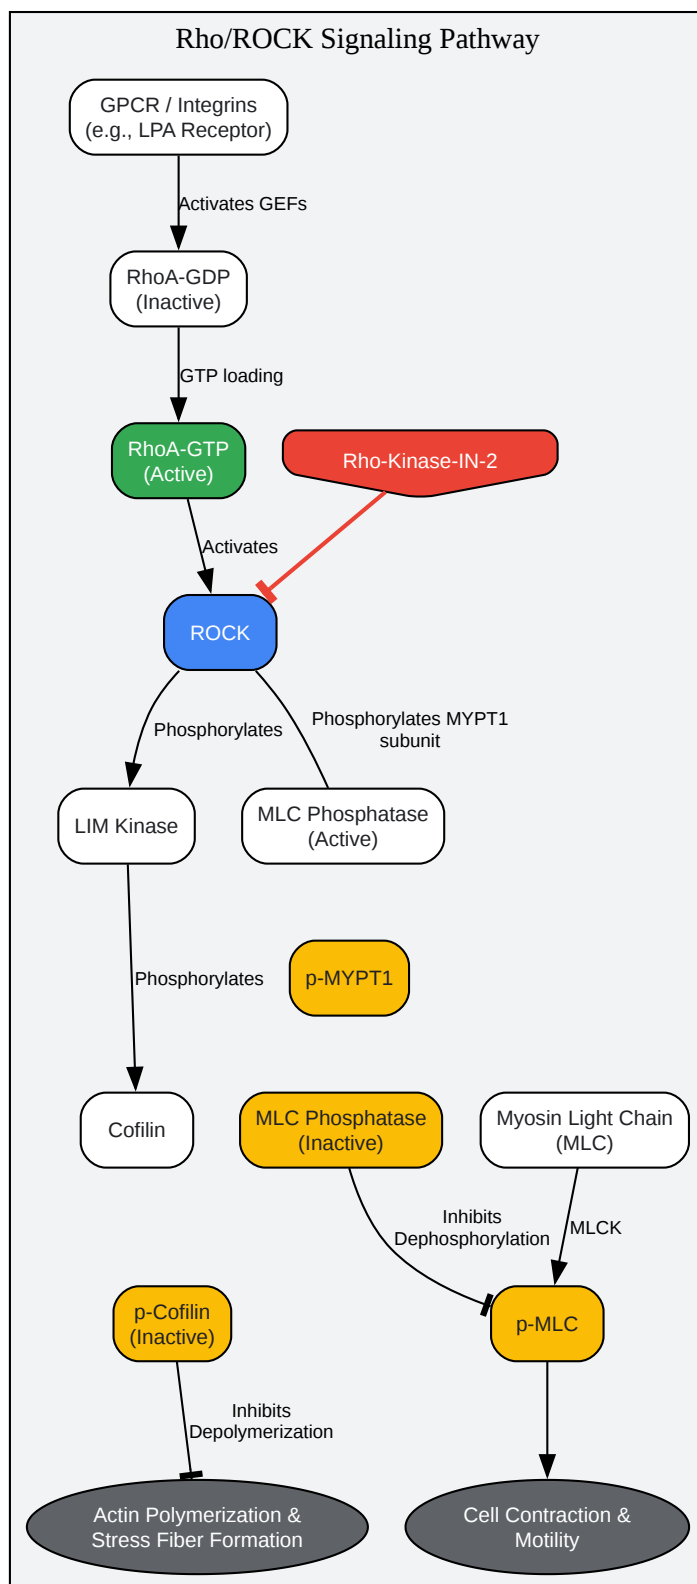 Rho/ROCK Signaling Pathway
GPCR / Integrins
(e.g., LPA Receptor)
Activates GEFs
RhoA-GDP
(Inactive)
GTP loading
RhoA-GTP
(Active)
Rho-Kinase-IN-2
Activates
ROCK
Phosphorylates
Phosphorylates MYPT1
subunit
LIM Kinase
MLC Phosphatase
(Active)
Phosphorylates
p-MYPT1
Cofilin
MLC Phosphatase
(Inactive)
Myosin Light Chain
(MLC)
Inhibits
Dephosphorylation
MLCK
p-Cofilin
(Inactive)
p-MLC
Inhibits
Depolymerization
Actin Polymerization &
Stress Fiber Formation
Cell Contraction &
Motility